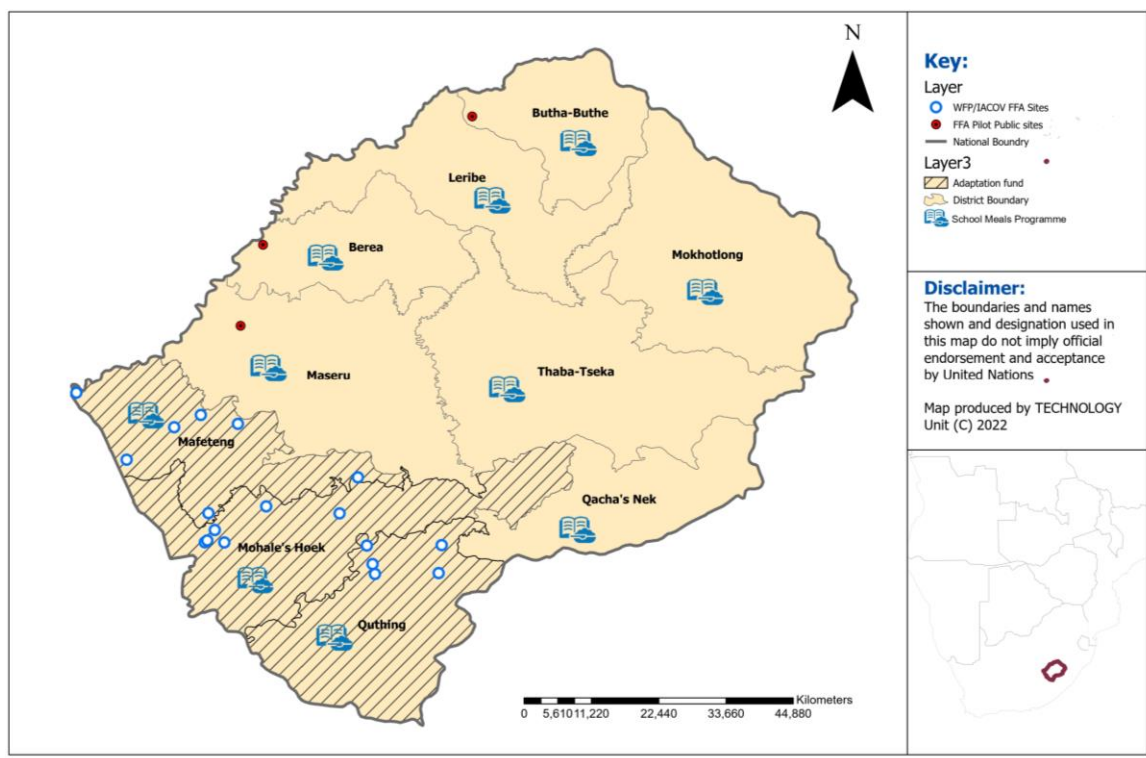 N
Butha-Buthe
Leribe
Berea
Mokhotlong
Maseru
Thaba-Tseka
Mafeteng
Qacha's Nek
Mohale's Hoek
Quthing
Kilometers
0 5,610 11,220 22,440 33,660 44,880
Key:
Layer
WFP/IACOV FFA Sites
FFA Pilot Public sites
National Boundry
Layer3
Adaptation fund
District Boundary
School Meals Programme
Disclaimer:
The boundaries and names
shown and designation used in
this map do not imply official
endorsement and acceptance
by United Nations
Map produced by TECHNOLOGY
Unit (C) 2022